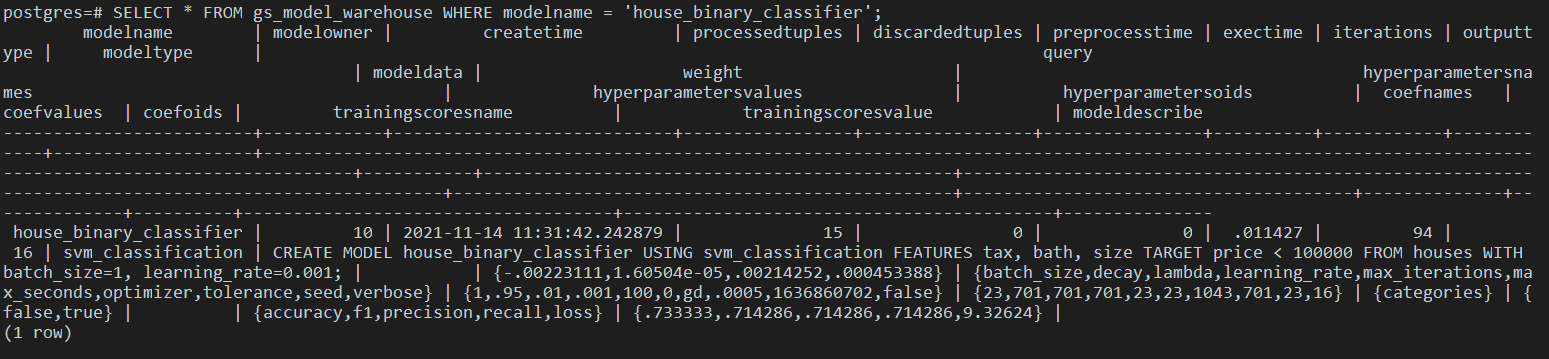 postgres=# SELECT * FROM gs_model_warehouse WHERE modelname = 'house_binary_classifier';
        modelname        | modelowner |         createtime         | processedtuples | discardedtuples | preprocesstime | exectime | iterations | outputt
ype |     modeltype      |                                                                              query
                                   | modeldata |                    weight                     |                                        hyperparametersna
mes                                         |              hyperparametersvalues               |          hyperparametersoids          |  coefnames   |
coefvalues  | coefoids |         trainingscoresname          |            trainingscoresvalue            | modeldescribe
-------------------------+------------+----------------------------+-----------------+-----------------+----------------+----------+------------+--------
----+--------------------+-------------------------------------------------------------------------------------------------------------------------------
-----------------------------------+-----------+-----------------------------------------------+---------------------------------------------------------
--------------------------------------------+--------------------------------------------------+---------------------------------------+--------------+--
------------+----------+-------------------------------------+-------------------------------------------+---------------
 house_binary_classifier |         10 | 2021-11-14 11:31:42.242879 |              15 |               0 |              0 |  .011427 |         94 |
 16 | svm_classification | CREATE MODEL house_binary_classifier USING svm_classification FEATURES tax, bath, size TARGET price < 100000 FROM houses WITH
batch_size=1, learning_rate=0.001; |           | {-.00223111,1.60504e-05,.00214252,.000453388} | {batch_size,decay,lambda,learning_rate,max_iterations,ma
x_seconds,optimizer,tolerance,seed,verbose} | {1,.95,.01,.001,100,0,gd,.0005,1636860702,false} | {23,701,701,701,23,23,1043,701,23,16} | {categories} | {
false,true} |          | {accuracy,f1,precision,recall,loss} | {.733333,.714286,.714286,.714286,9.32624} |
(1 row)